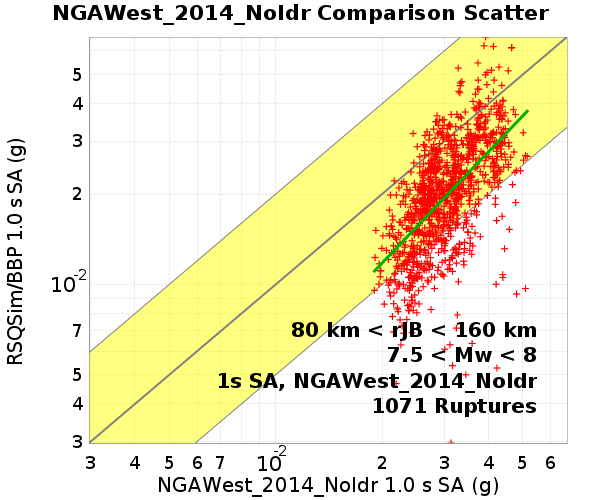 NGAWest_2014_NoIdr Comparison Scatter
RSQSim/BBP 1.0 s SA (g)
5
4
3
2
10-2
7
5
4
3
80 km < rJB < 160 km
7.5 < Mw < 8
1s SA, NGAWest_2014_NoIdr
1071 Ruptures
3 4 5 6 7 10-2 2 3 4 5 6
NGAWest_2014_NoIdr 1.0 s SA (g)